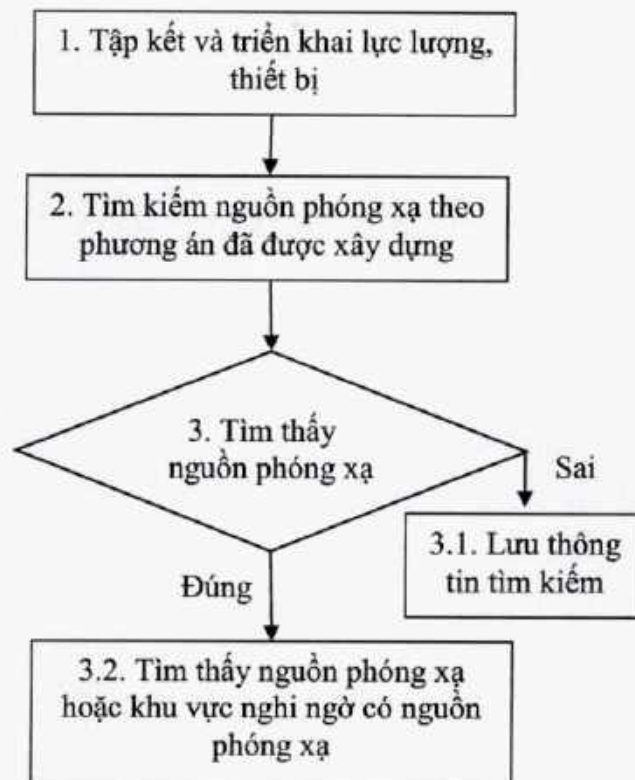 1. Tập kết và triển khai lực lượng,
thiết bị
2. Tìm kiếm nguồn phóng xạ theo
phương án đã được xây dựng
3. Tìm thấy
nguồn phóng xạ
Sai
3.1. Lưu thông
tin tìm kiếm
Đúng
3.2. Tìm thấy nguồn phóng xạ
hoặc khu vực nghi ngờ có nguồn
phóng xạ